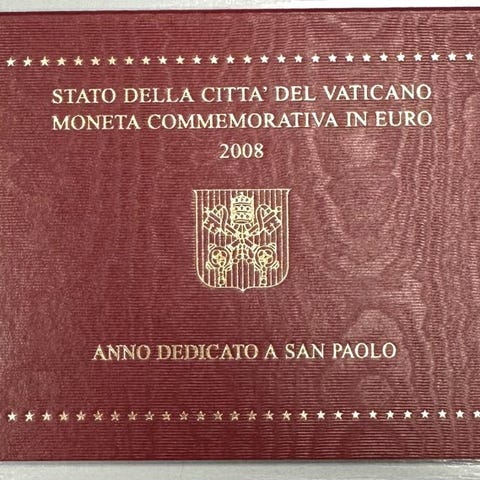 STATO DELLA CITTA' DEL VATICANO
MONETA COMMEMORATIVA IN EURO
2008
ANNO DEDICATO A SAN PAOLO